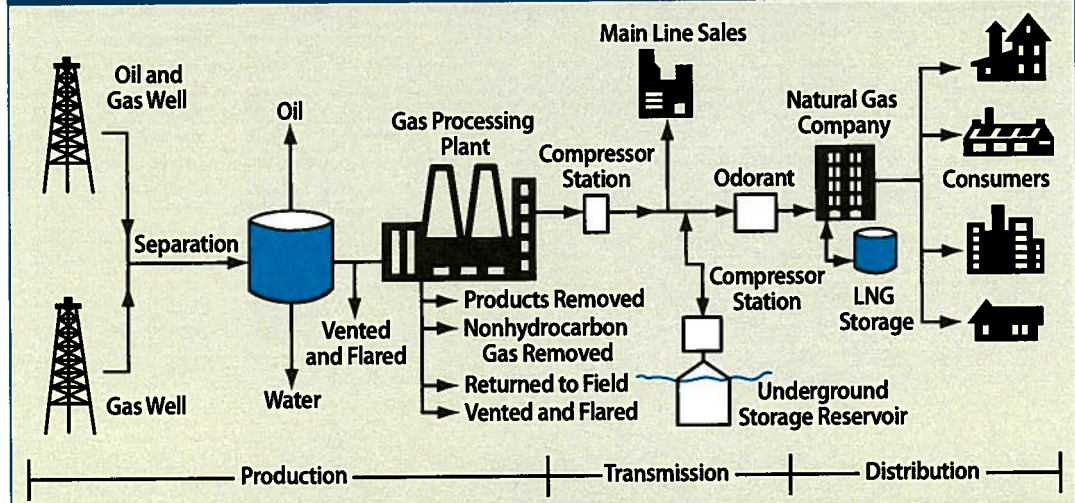 Oil and
Gas Well
Gas Well
Separation
Oil
Water
Vented
and Flared
Gas Processing
Plant
Products Removed
Nonhydrocarbon
Gas Removed
Returned to Field
Vented and Flared
Compressor
Station
Main Line Sales
Compressor
Station
Underground
Storage Reservoir
Odorant
Natural Gas
Company
LNG
Storage
Consumers
Production
Transmission
Distribution